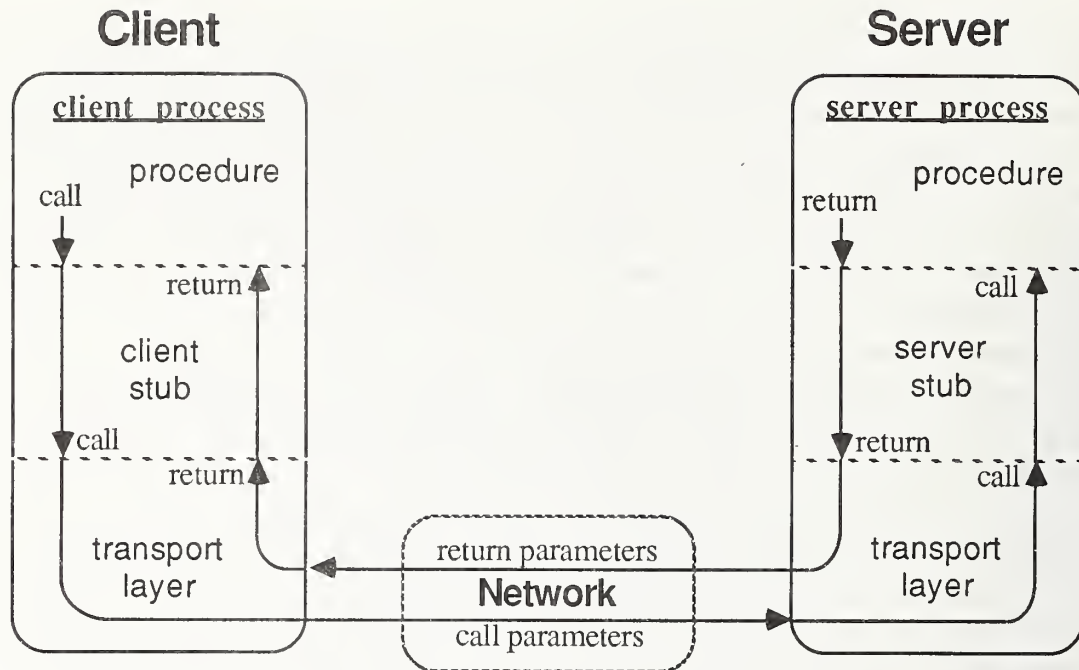 Client
Server
client process
procedure
call
return
client
stub
call
return
transport
layer
server process
procedure
return
call
server
stub
return
call
transport
layer
return parameters
Network
call parameters